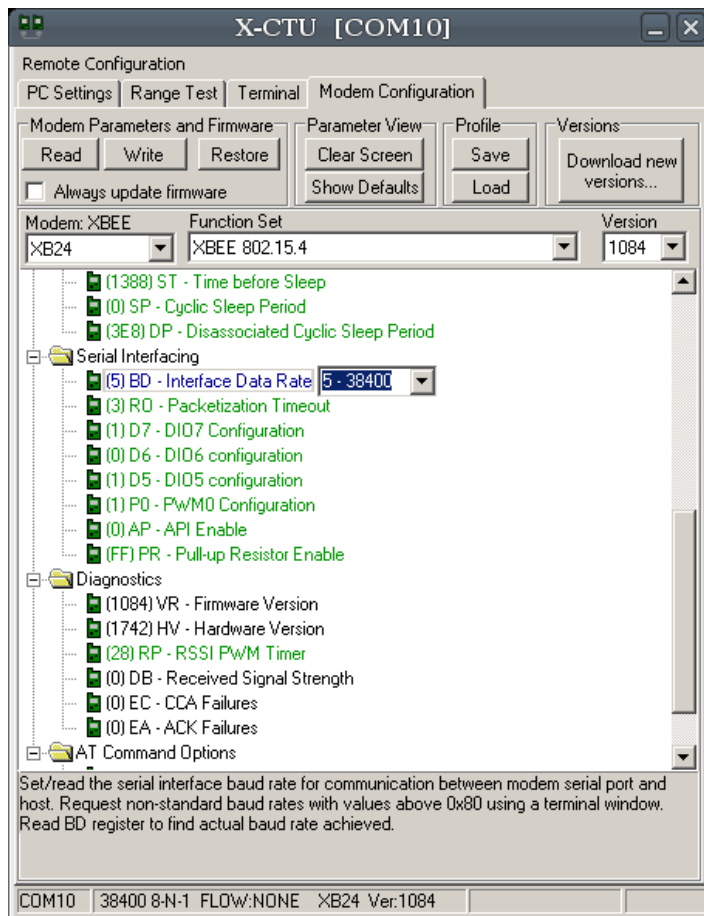 X-CTU [COM10]
Remote Configuration
PC Settings Range Test Terminal Modem Configuration
Modem Parameters and Firmware Parameter View Profile Versions
Read Write Restore Clear Screen Save Download new versions...
Always update firmware Show Defaults Load
Modem: XBEE Function Set Version
XB24 XBEE 802.15.4 1084
(1388) ST - Time before Sleep
(0) SP - Cyclic Sleep Period
(3E8) DP - Disassociated Cyclic Sleep Period
Serial Interfacing
(5) BD - Interface Data Rate 5 - 38400
(3) RO - Packetization Timeout
(1) D7 - DIO7 Configuration
(0) D6 - DIO6 configuration
(1) D5 - DIO5 configuration
(1) P0 - PWM0 Configuration
(0) AP - API Enable
(FF) PR - Pull-up Resistor Enable
Diagnostics
(1084) VR - Firmware Version
(1742) HV - Hardware Version
(28) RP - RSSI PWM Timer
(0) DB - Received Signal Strength
(0) EC - CCA Failures
(0) EA - ACK Failures
AT Command Options
Set/read the serial interface baud rate for communication between modem serial port and
host. Request non-standard baud rates with values above 0x80 using a terminal window.
Read BD register to find actual baud rate achieved.
COM10 38400 8-N-1 FLOW:NONE XB24 Ver:1084